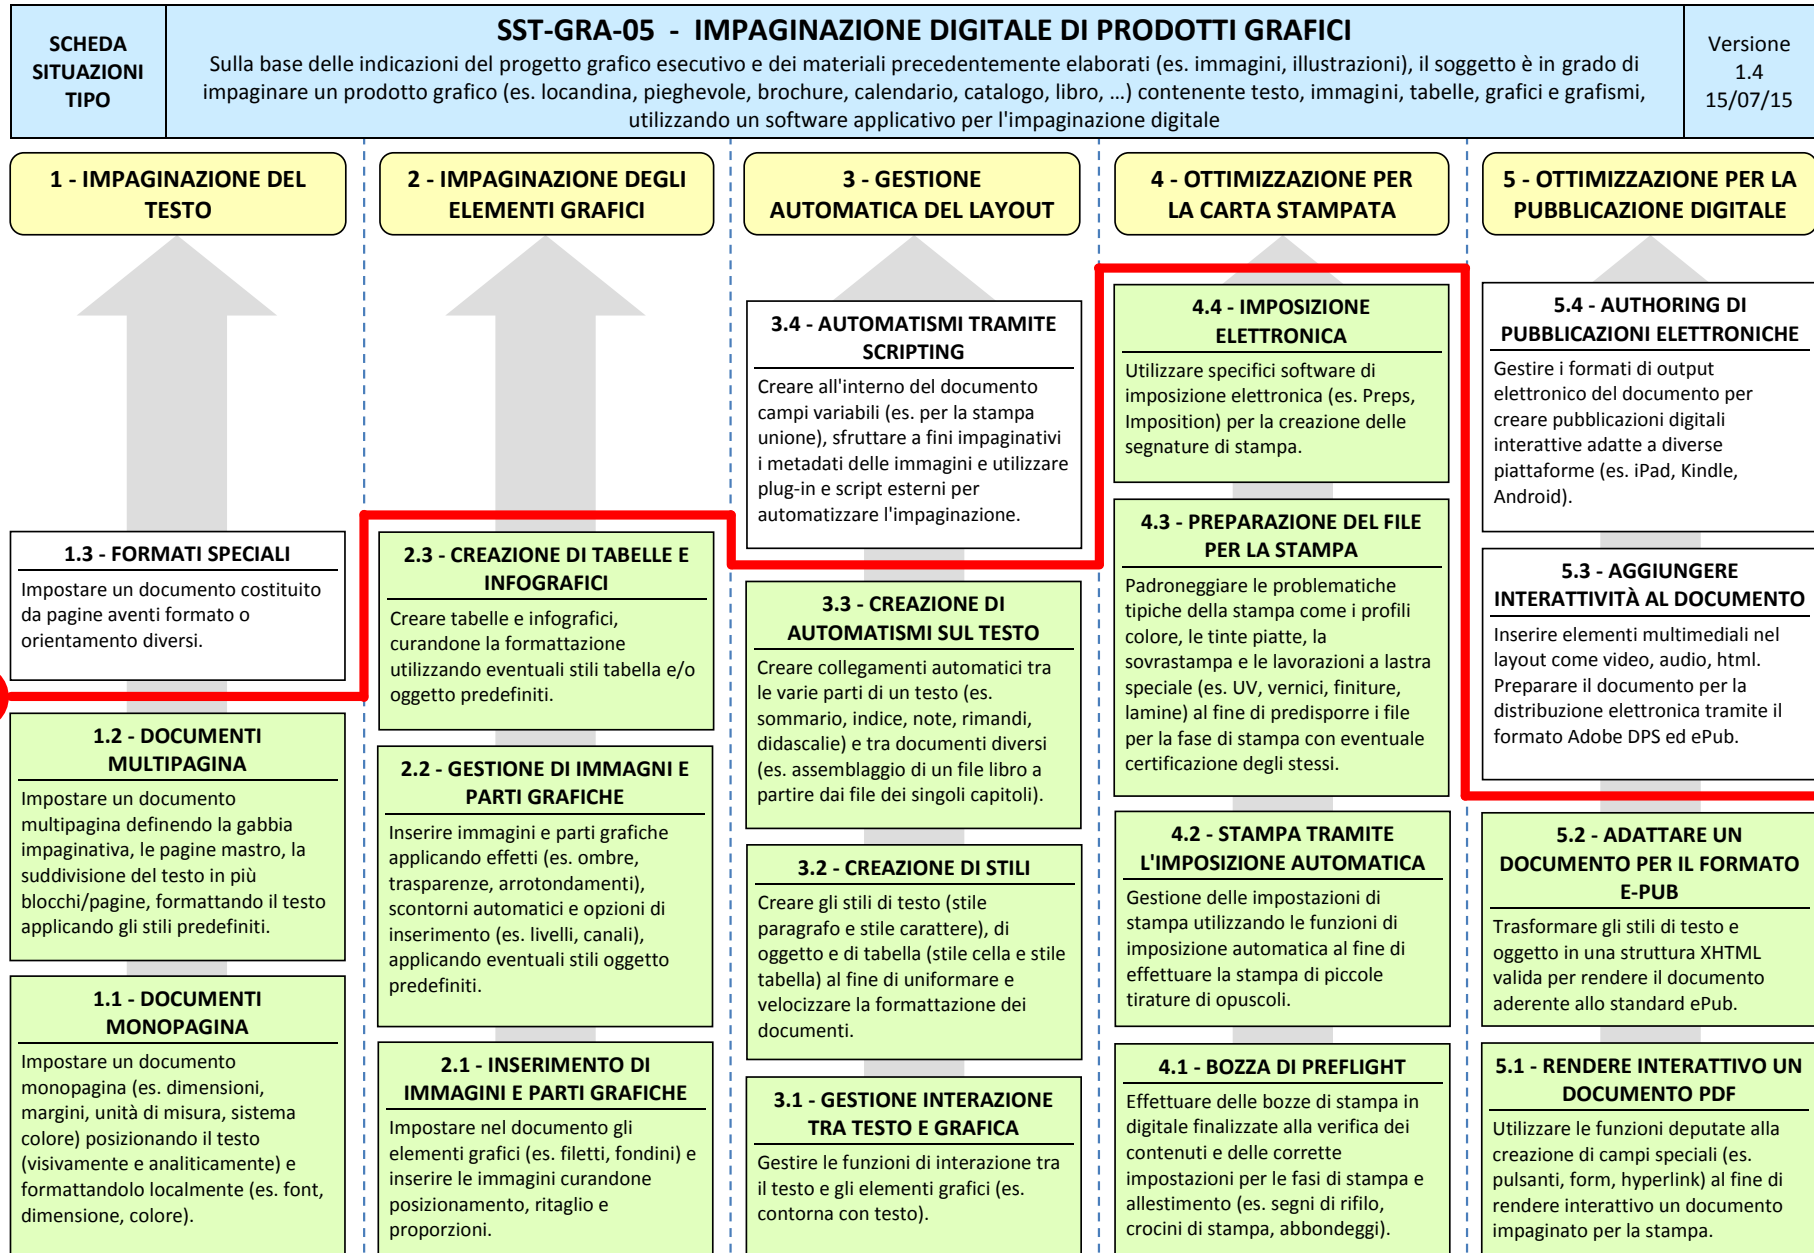 SCHEDA
SITUAZIONI
TIPO
SST-GRA-05 - IMPAGINAZIONE DIGITALE DI PRODOTTI GRAFICI
Sulla base delle indicazioni del progetto grafico esecutivo e dei materiali precedentemente elaborati (es. immagini, illustrazioni), il soggetto è in grado di
impaginare un prodotto grafico (es. locandina, pieghevole, brochure, calendario, catalogo, libro, ...) contenente testo, immagini, tabelle, grafici e grafismi,
utilizzando un software applicativo per l'impaginazione digitale
Versione
1.4
15/07/15
1 - IMPAGINAZIONE DEL
TESTO
1.3 - FORMATI SPECIALI
Impostare un documento costituito
da pagine aventi formato o
orientamento diversi.
1.2 - DOCUMENTI
MULTIPAGINA
Impostare un documento
multipagina definendo la gabbia
impaginativa, le pagine mastro, la
suddivisione del testo in più
blocchi/pagine, formattando il testo
applicando gli stili predefiniti.
1.1 - DOCUMENTI
MONOPAGINA
Impostare un documento
monopagina (es. dimensioni,
margini, unità di misura, sistema
colore) posizionando il testo
(visivamente e analiticamente) e
formattandolo localmente (es. font,
dimensione, colore).
2 - IMPAGINAZIONE DEGLI
ELEMENTI GRAFICI
2.3 - CREAZIONE DI TABELLE E
INFOGRAFICI
Creare tabelle e infografici,
curandone la formattazione
utilizzando eventuali stili tabella e/o
oggetto predefiniti.
2.2 - GESTIONE DI IMMAGNI E
PARTI GRAFICHE
Inserire immagini e parti grafiche
applicando effetti (es. ombre,
trasparenze, arrotondamenti),
scontorni automatici e opzioni di
inserimento (es. livelli, canali),
applicando eventuali stili oggetto
predefiniti.
2.1 - INSERIMENTO DI
IMMAGINI E PARTI GRAFICHE
Impostare nel documento gli
elementi grafici (es. filetti, fondini) e
inserire le immagini curandone
posizionamento, ritaglio e
proporzioni.
3 - GESTIONE
AUTOMATICA DEL LAYOUT
3.4 - AUTOMATISMI TRAMITE
SCRIPTING
Creare all'interno del documento
campi variabili (es. per la stampa
unione), sfruttare a fini impaginativi
i metadati delle immagini e utilizzare
plug-in e script esterni per
automatizzare l'impaginazione.
3.3 - CREAZIONE DI
AUTOMATISMI SUL TESTO
Creare collegamenti automatici tra
le varie parti di un testo (es.
sommario, indice, note, rimandi,
didascalie) e tra documenti diversi
(es. assemblaggio di un file libro a
partire dai file dei singoli capitoli).
3.2 - CREAZIONE DI STILI
Creare gli stili di testo (stile
paragrafo e stile carattere), di
oggetto e di tabella (stile cella e stile
tabella) al fine di uniformare e
velocizzare la formattazione dei
documenti.
3.1 - GESTIONE INTERAZIONE
TRA TESTO E GRAFICA
Gestire le funzioni di interazione tra
il testo e gli elementi grafici (es.
contorna con testo).
4 - OTTIMIZZAZIONE PER
LA CARTA STAMPATA
4.4 - IMPOSIZIONE
ELETTRONICA
Utilizzare specifici software di
imposizione elettronica (es. Preps,
Imposition) per la creazione delle
segnature di stampa.
4.3 - PREPARAZIONE DEL FILE
PER LA STAMPA
Padroneggiare le problematiche
tipiche della stampa come i profili
colore, le tinte piatte, la
sovrastampa e le lavorazioni a lastra
speciale (es. UV, vernici, finiture,
lamine) al fine di predisporre i file
per la fase di stampa con eventuale
certificazione degli stessi.
4.2 - STAMPA TRAMITE
L'IMPOSIZIONE AUTOMATICA
Gestione delle impostazioni di
stampa utilizzando le funzioni di
imposizione automatica al fine di
effettuare la stampa di piccole
tirature di opuscoli.
4.1 - BOZZA DI PREFLIGHT
Effettuare delle bozze di stampa in
digitale finalizzate alla verifica dei
contenuti e delle corrette
impostazioni per le fasi di stampa e
allestimento (es. segni di rifilo,
crocini di stampa, abbondeggi).
5 - OTTIMIZZAZIONE PER LA
PUBBLICAZIONE DIGITALE
5.4 - AUTHORING DI
PUBBLICAZIONI ELETTRONICHE
Gestire i formati di output
elettronico del documento per
creare pubblicazioni digitali
interattive adatte a diverse
piattaforme (es. iPad, Kindle,
Android).
5.3 - AGGIUNGERE
INTERATTIVITÀ AL DOCUMENTO
Inserire elementi multimediali nel
layout come video, audio, html.
Preparare il documento per la
distribuzione elettronica tramite il
formato Adobe DPS ed ePub.
5.2 - ADATTARE UN
DOCUMENTO PER IL FORMATO
E-PUB
Trasformare gli stili di testo e
oggetto in una struttura XHTML
valida per rendere il documento
aderente allo standard ePub.
5.1 - RENDERE INTERATTIVO UN
DOCUMENTO PDF
Utilizzare le funzioni deputate alla
creazione di campi speciali (es.
pulsanti, form, hyperlink) al fine di
rendere interattivo un documento
impaginato per la stampa.